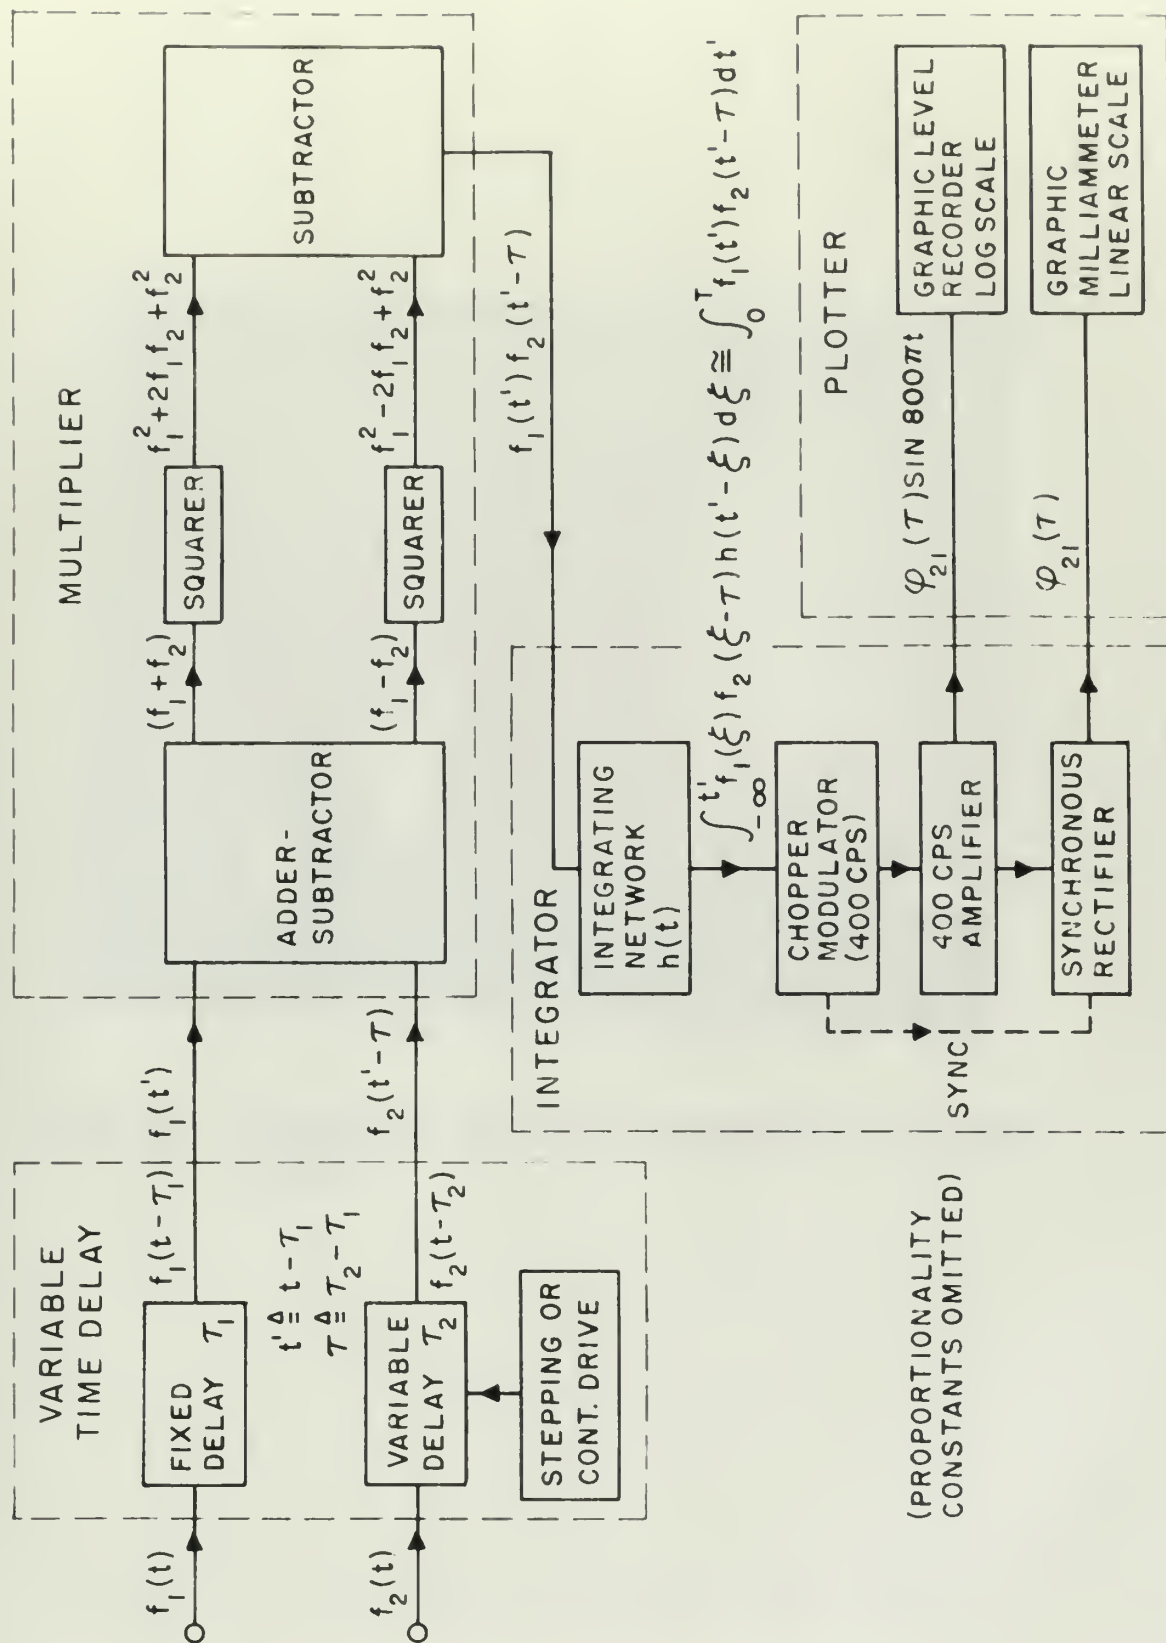 VARIABLE
TIME DELAY
f₁(t)
FIXED
DELAY τ₁
f₁(t-τ₁)
f₁(t')
t' ≜ t-τ₁
τ ≜ τ₂-τ₁
f₂(t)
VARIABLE
DELAY τ₂
f₂(t-τ₂)
f₂(t'-τ)
STEPPING OR
CONT. DRIVE
MULTIPLIER
ADDER-
SUBTRACTOR
(f₁+f₂)
SQUARER
f₁²+2f₁f₂+f₂²
(f₁-f₂)
SQUARER
f₁²-2f₁f₂+f₂²
SUBTRACTOR
f₁(t')f₂(t'-τ)
INTEGRATOR
INTEGRATING
NETWORK
h(t)
∫₋∞^t' f₁(ξ)f₂(ξ-τ)h(t'-ξ)dξ ≅ ∫₀^T f₁(t')f₂(t'-τ)dt'
CHOPPER
MODULATOR
(400 CPS)
400 CPS
AMPLIFIER
SYNCHRONOUS
RECTIFIER
SYNC
PLOTTER
φ₂₁(τ)SIN 800πt
GRAPHIC LEVEL
RECORDER
LOG SCALE
φ₂₁(τ)
GRAPHIC
MILLIAMMETER
LINEAR SCALE
(PROPORTIONALITY
CONSTANTS OMITTED)